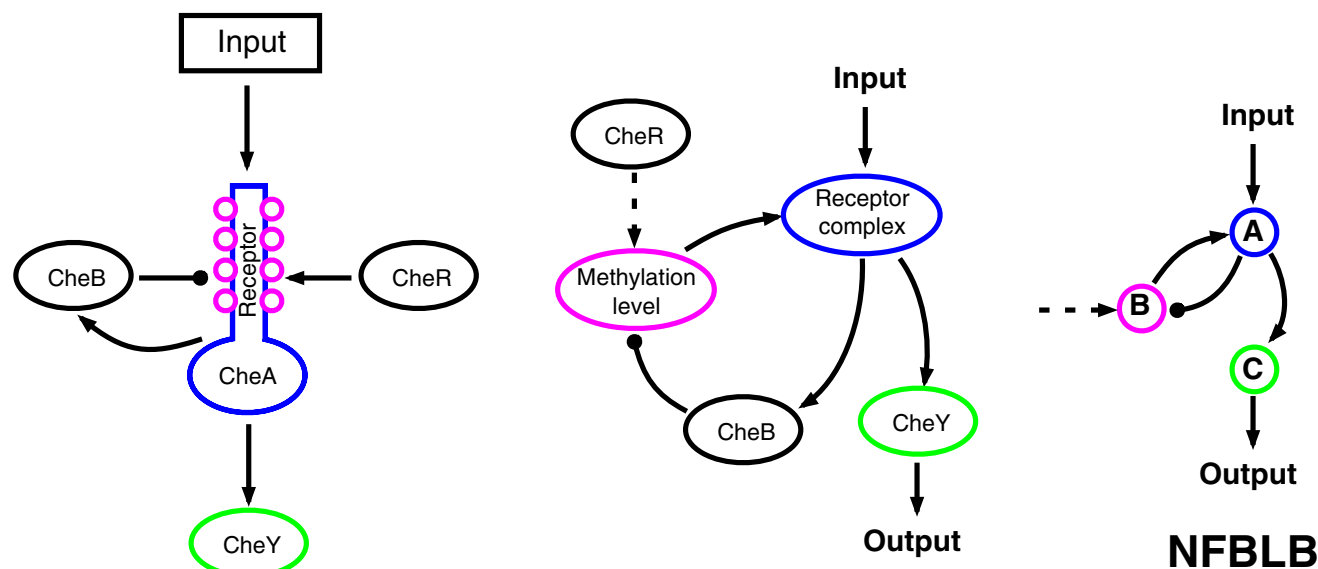 Input
CheB
Receptor
CheR
CheA
CheY
Input
CheR
Receptor
complex
Methylation
level
CheB
CheY
Output
Input
A
B
C
Output
NFBLB